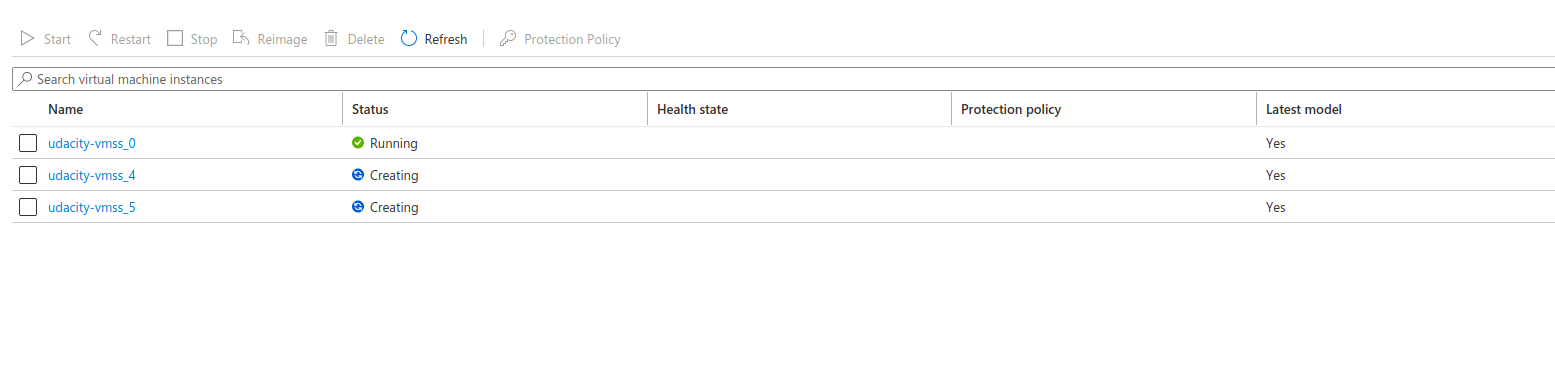 Start Restart Stop Reimage Delete Refresh Protection Policy
Search virtual machine instances
Name Status Health state Protection policy Latest model
udacity-vmss_0 Running Yes
udacity-vmss_4 Creating Yes
udacity-vmss_5 Creating Yes